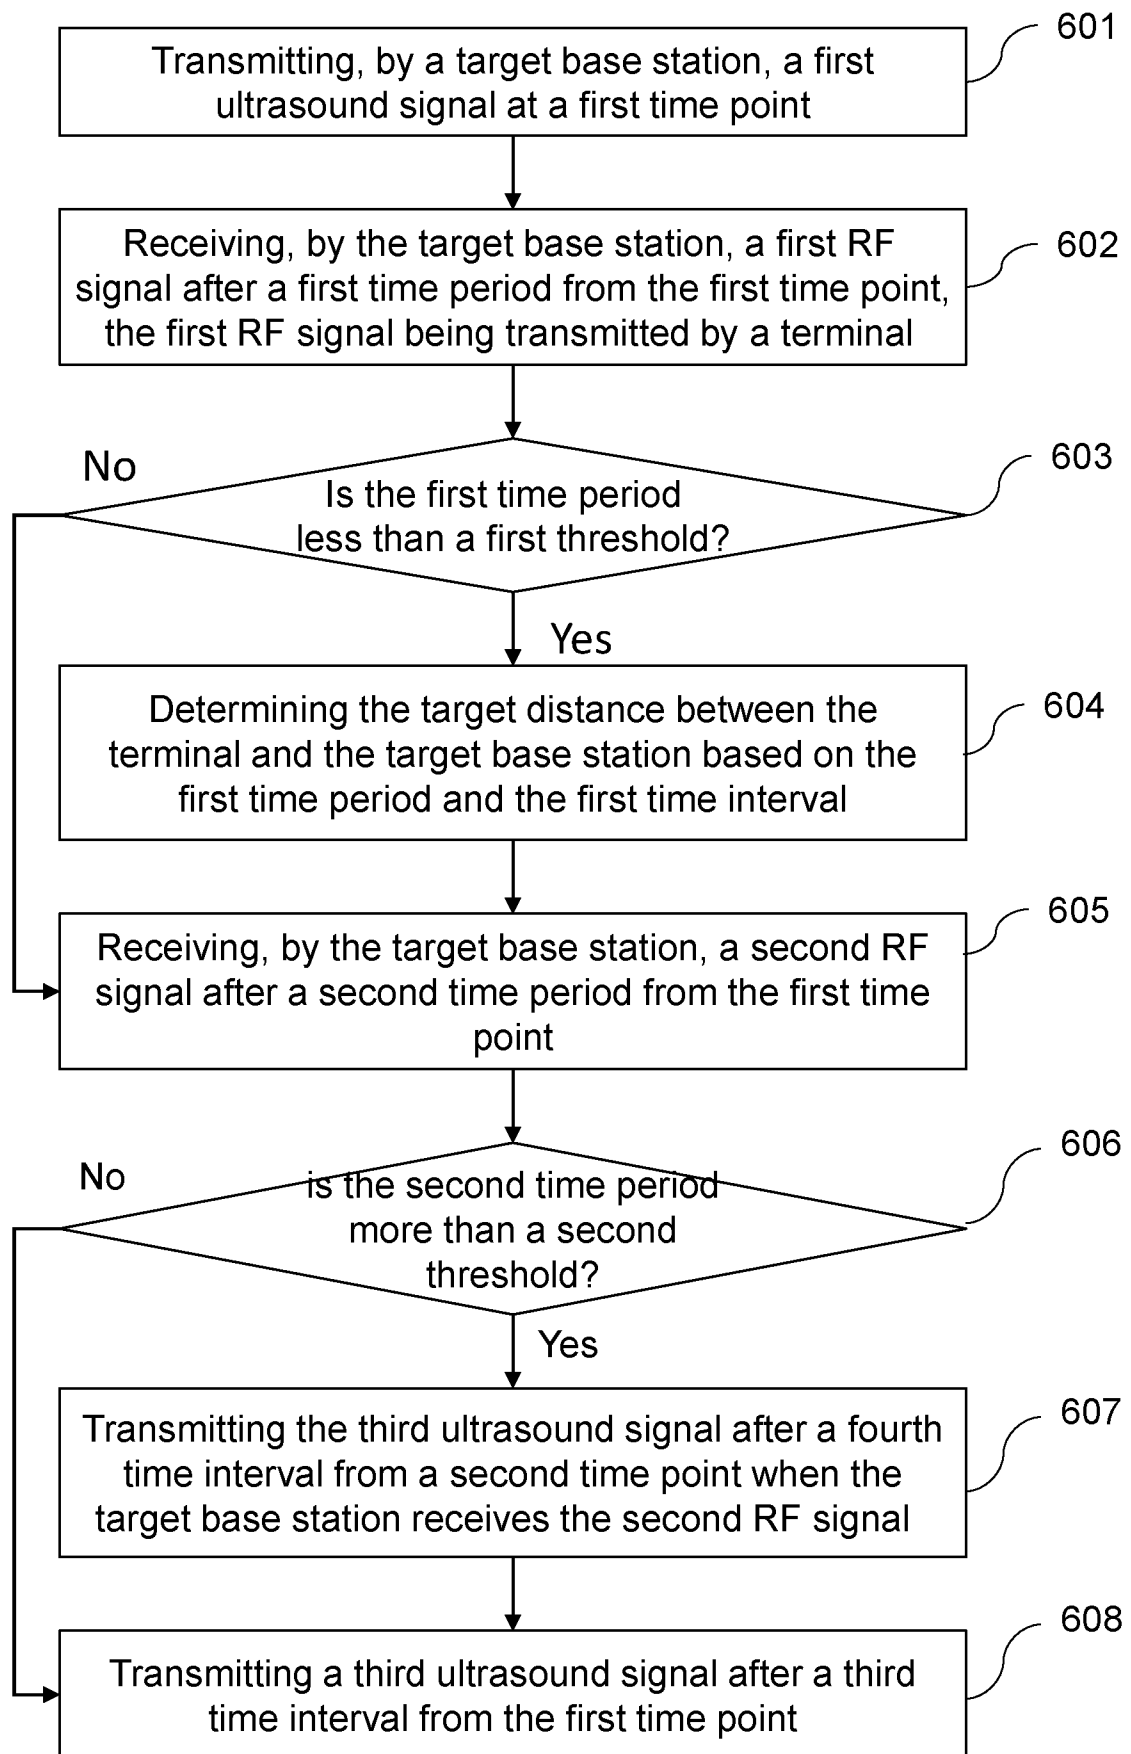 601
Transmitting, by a target base station, a first
ultrasound signal at a first time point
602
Receiving, by the target base station, a first RF
signal after a first time period from the first time point,
the first RF signal being transmitted by a terminal
603
No
Is the first time period
less than a first threshold?
Yes
604
Determining the target distance between the
terminal and the target base station based on the
first time period and the first time interval
605
Receiving, by the target base station, a second RF
signal after a second time period from the first time
point
606
No
is the second time period
more than a second
threshold?
Yes
607
Transmitting the third ultrasound signal after a fourth
time interval from a second time point when the
target base station receives the second RF signal
608
Transmitting a third ultrasound signal after a third
time interval from the first time point